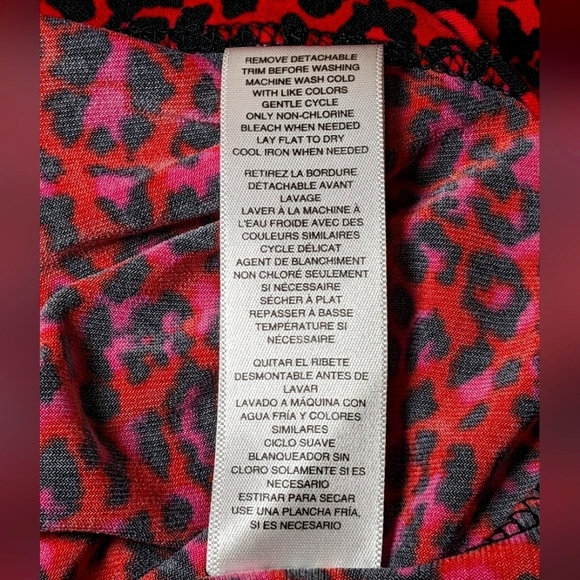 REMOVE DETACHABLE
TRIM BEFORE WASHING
MACHINE WASH COLD
WITH LIKE COLORS
GENTLE CYCLE
ONLY NON-CHLORINE
BLEACH WHEN NEEDED
LAY FLAT TO DRY
COOL IRON WHEN NEEDED
RETIREZ LA BORDURE
DÉTACHABLE AVANT
LAVAGE
LAVER À LA MACHINE À
L'EAU FROIDE AVEC DES
COULEURS SIMILAIRES
CYCLE DÉLICAT
AGENT DE BLANCHIMENT
NON CHLORÉ SEULEMENT
SI NÉCESSAIRE
SÉCHER À PLAT
REPASSER À BASSE
TEMPÉRATURE SI
NÉCESSAIRE
QUITAR EL RIBETE
DESMONTABLE ANTES DE
LAVAR
LAVADO A MÁQUINA CON
AGUA FRÍA Y COLORES
SIMILARES
CICLO SUAVE
BLANQUEADOR SIN
CLORO SOLAMENTE SI ES
NECESARIO
ESTIRAR PARA SECAR
USE UNA PLANCHA FRÍA,
SI ES NECESARIO